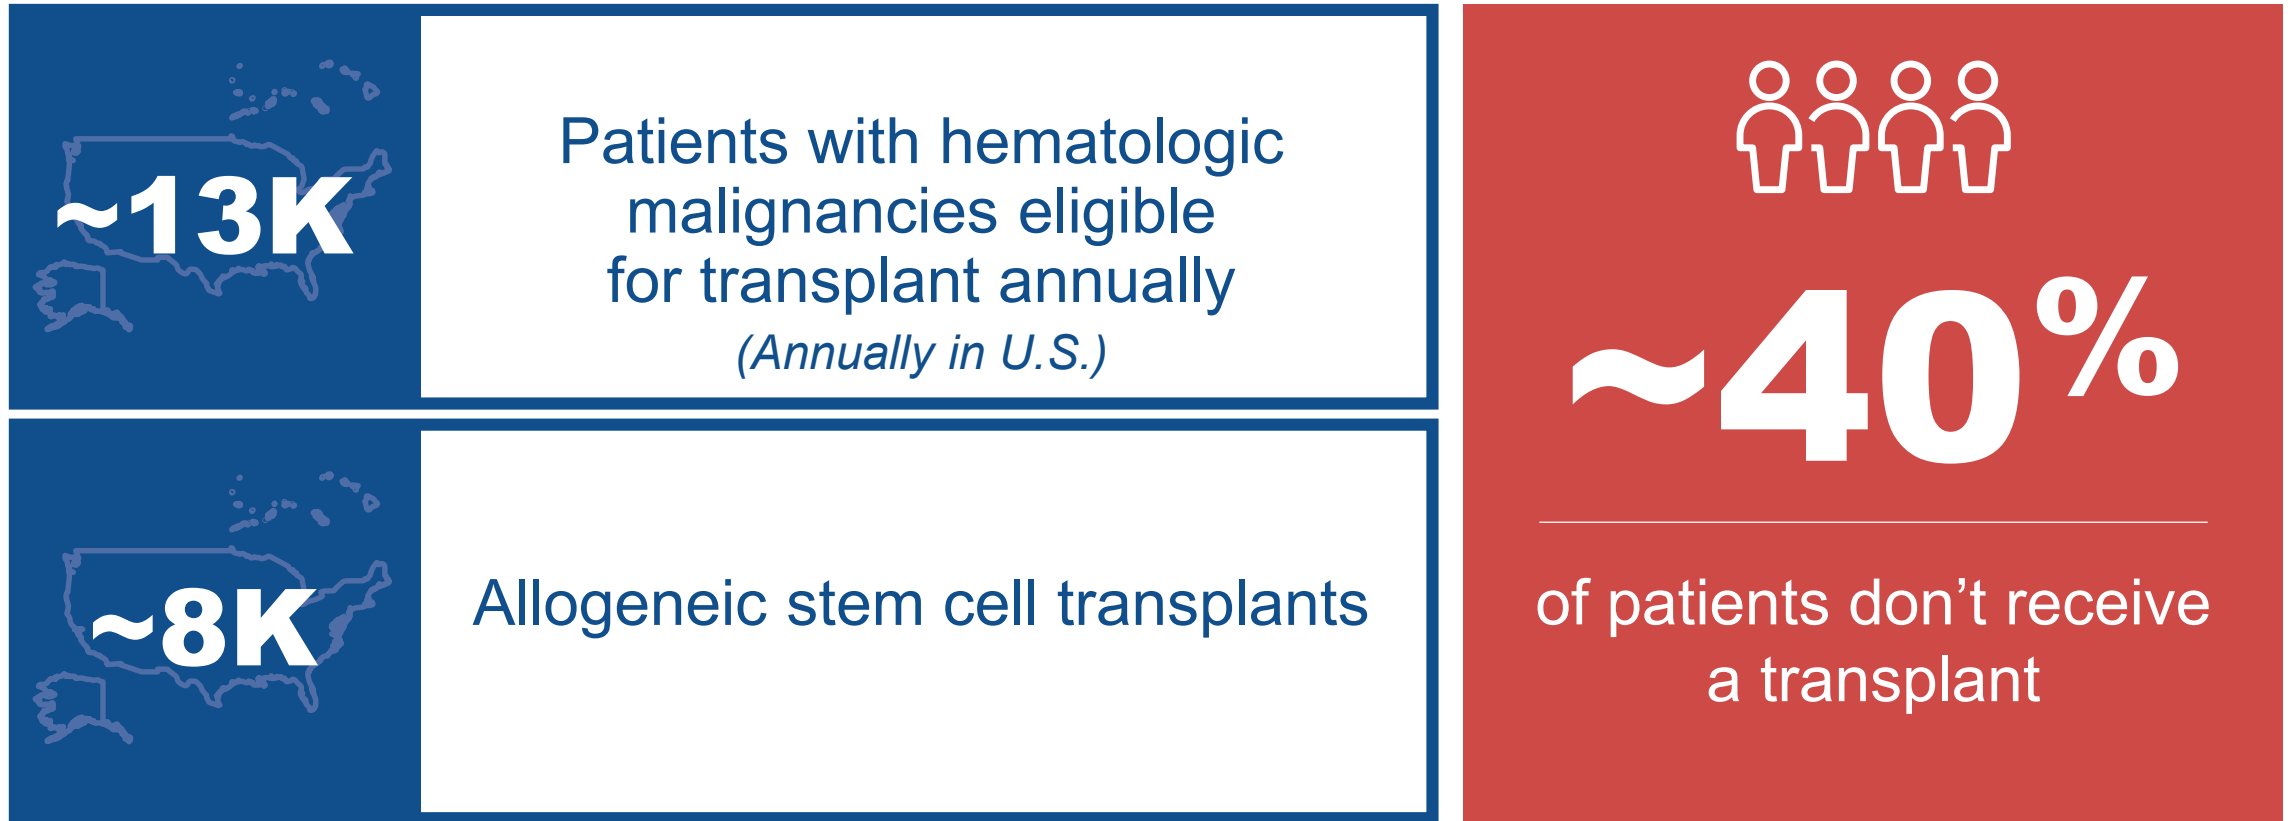 ~13K
Patients with hematologic
malignancies eligible
for transplant annually
(Annually in U.S.)
~8K
Allogeneic stem cell transplants
~40%
of patients don’t receive
a transplant